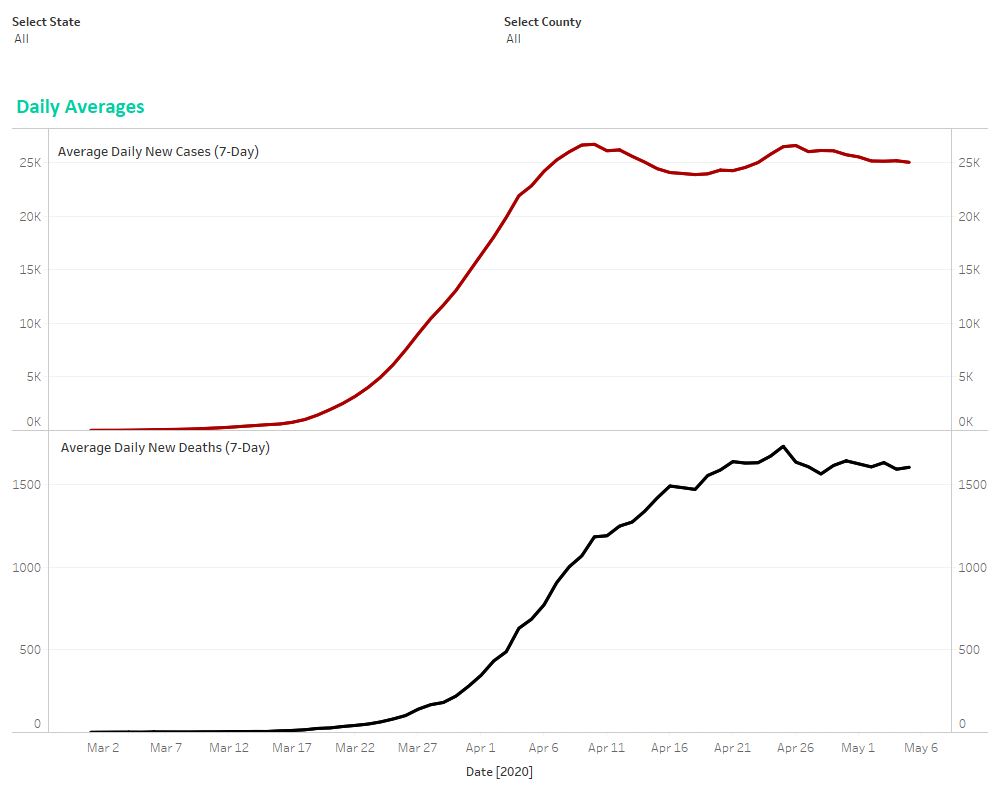 Select State
All
Select County
All
Daily Averages
Average Daily New Cases (7-Day)
25K 25K
20K 20K
15K 15K
10K 10K
5K 5K
0K 0K
Average Daily New Deaths (7-Day)
1500 1500
1000 1000
500 500
0 0
Mar 2 Mar 7 Mar 12 Mar 17 Mar 22 Mar 27 Apr 1 Apr 6 Apr 11 Apr 16 Apr 21 Apr 26 May 1 May 6
Date [2020]